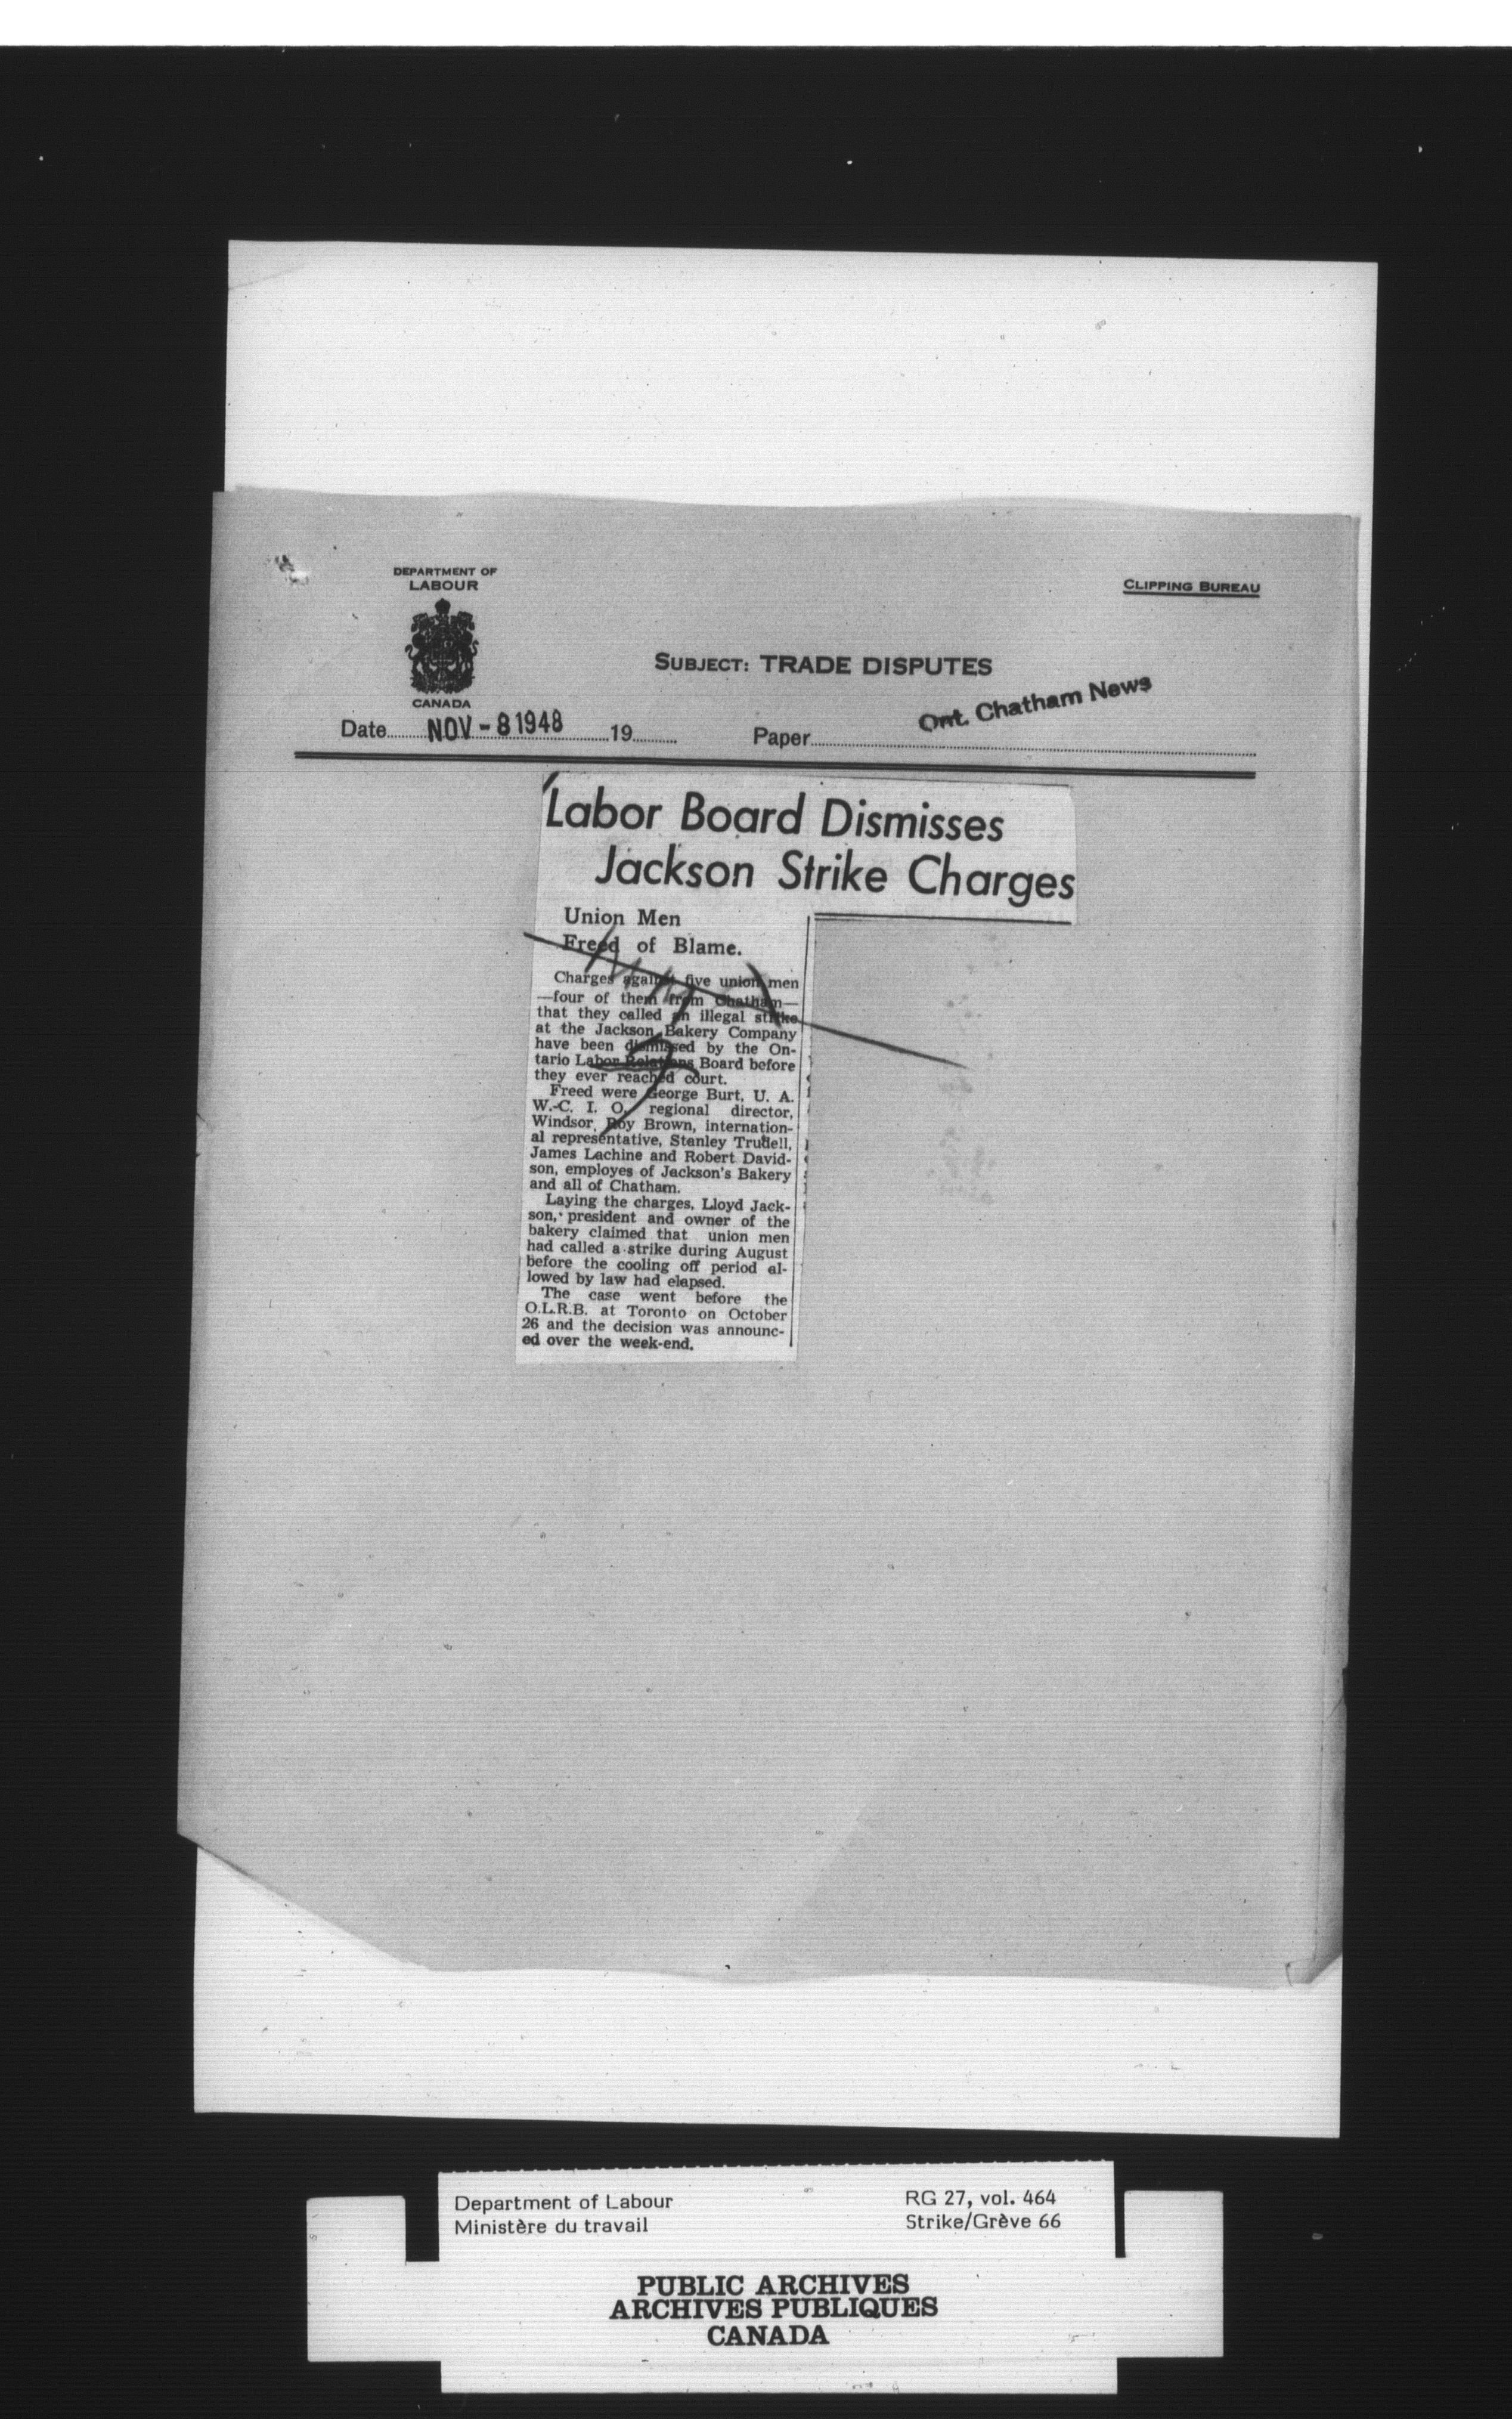 DEPARTMENT OF
LABOUR
CANADA
CLIPPING BUREAU
SUBJECT: TRADE DISPUTES
Date NOV - 8 1948 19
Paper Ont. Chatham News
Labor Board Dismisses
Jackson Strike Charges
Union Men
Freed of Blame.
Charges against five union men
—four of them from Chatham—
that they called an illegal strike
at the Jackson Bakery Company
have been dismissed by the On-
tario Labor Relations Board before
they ever reached court.
Freed were George Burt, U. A.
W.-C. I. O. regional director,
Windsor, Roy Brown, internation-
al representative, Stanley Trudell,
James Lachine and Robert David-
son, employes of Jackson's Bakery
and all of Chatham.
Laying the charges, Lloyd Jack-
son, president and owner of the
bakery claimed that union men
had called a strike during August
before the cooling off period al-
lowed by law had elapsed.
The case went before the
O.L.R.B. at Toronto on October
26 and the decision was announc-
ed over the week-end.
Department of Labour
Ministère du travail
RG 27, vol. 464
Strike/Grève 66
PUBLIC ARCHIVES
ARCHIVES PUBLIQUES
CANADA